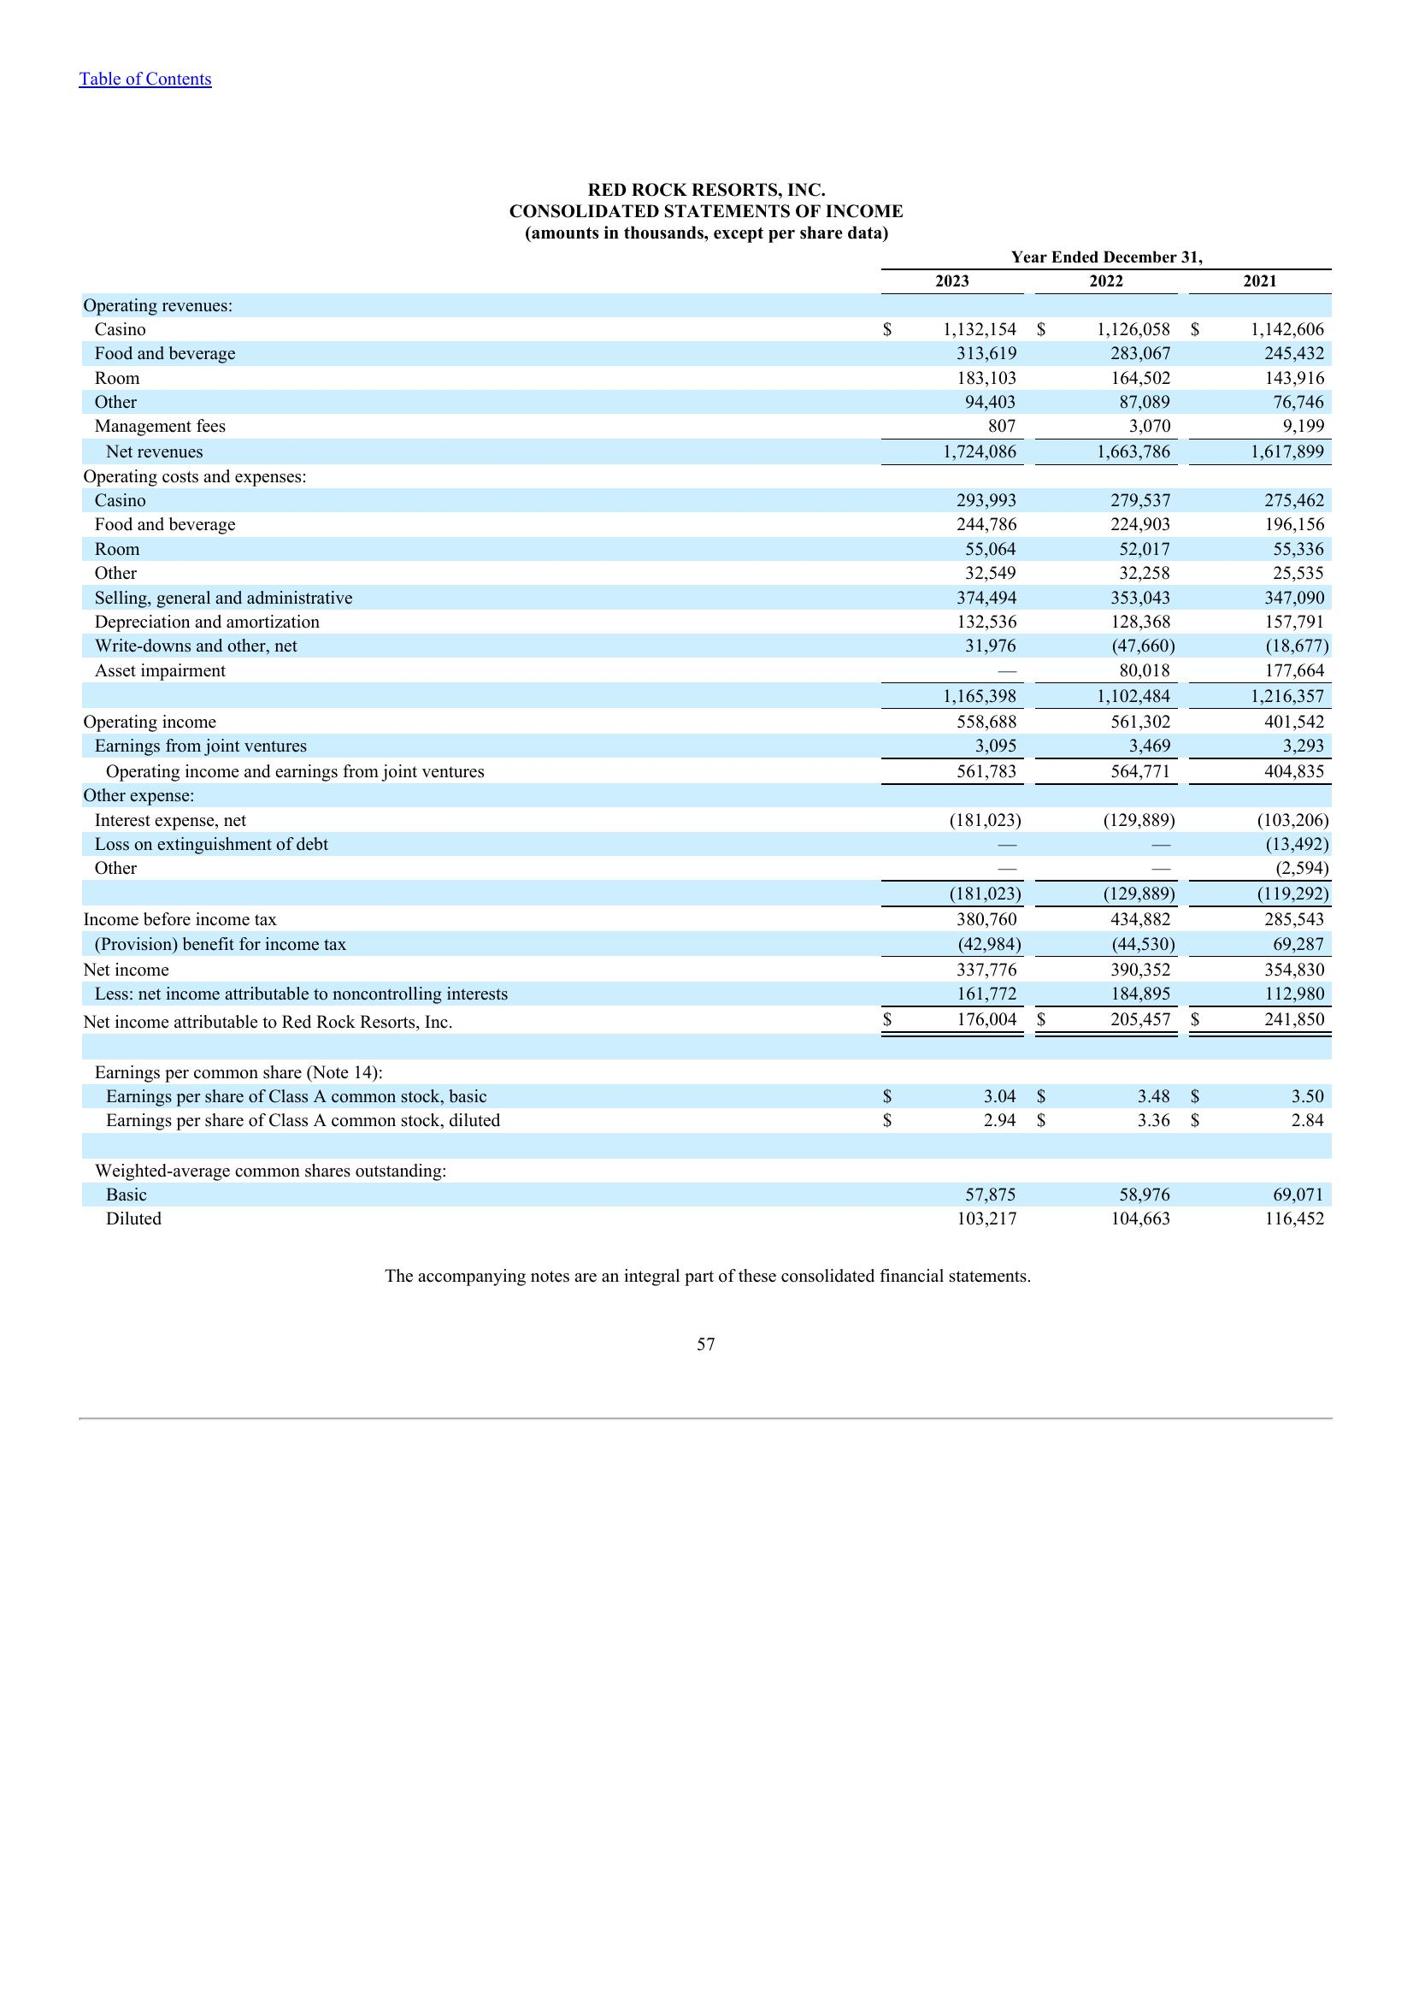 Table of Contents
RED ROCK RESORTS, INC.
CONSOLIDATED STATEMENTS OF INCOME
(amounts in thousands, except per share data)
Year Ended December 31,
2023 2022 2021
Operating revenues:
Casino $ 1,132,154 $ 1,126,058 $ 1,142,606
Food and beverage 313,619 283,067 245,432
Room 183,103 164,502 143,916
Other 94,403 87,089 76,746
Management fees 807 3,070 9,199
Net revenues 1,724,086 1,663,786 1,617,899
Operating costs and expenses:
Casino 293,993 279,537 275,462
Food and beverage 244,786 224,903 196,156
Room 55,064 52,017 55,336
Other 32,549 32,258 25,535
Selling, general and administrative 374,494 353,043 347,090
Depreciation and amortization 132,536 128,368 157,791
Write-downs and other, net 31,976 (47,660) (18,677)
Asset impairment — 80,018 177,664
1,165,398 1,102,484 1,216,357
Operating income 558,688 561,302 401,542
Earnings from joint ventures 3,095 3,469 3,293
Operating income and earnings from joint ventures 561,783 564,771 404,835
Other expense:
Interest expense, net (181,023) (129,889) (103,206)
Loss on extinguishment of debt — — (13,492)
Other — — (2,594)
(181,023) (129,889) (119,292)
Income before income tax 380,760 434,882 285,543
(Provision) benefit for income tax (42,984) (44,530) 69,287
Net income 337,776 390,352 354,830
Less: net income attributable to noncontrolling interests 161,772 184,895 112,980
Net income attributable to Red Rock Resorts, Inc. $ 176,004 $ 205,457 $ 241,850
Earnings per common share (Note 14):
Earnings per share of Class A common stock, basic $ 3.04 $ 3.48 $ 3.50
Earnings per share of Class A common stock, diluted $ 2.94 $ 3.36 $ 2.84
Weighted-average common shares outstanding:
Basic 57,875 58,976 69,071
Diluted 103,217 104,663 116,452
The accompanying notes are an integral part of these consolidated financial statements.
57